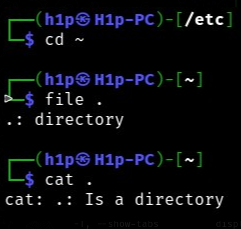 ┌──(h1p㉿H1p-PC)-[/etc]
└─$ cd ~
┌──(h1p㉿H1p-PC)-[~]
└─$ file .
.: directory
┌──(h1p㉿H1p-PC)-[~]
└─$ cat .
cat: .: Is a directory